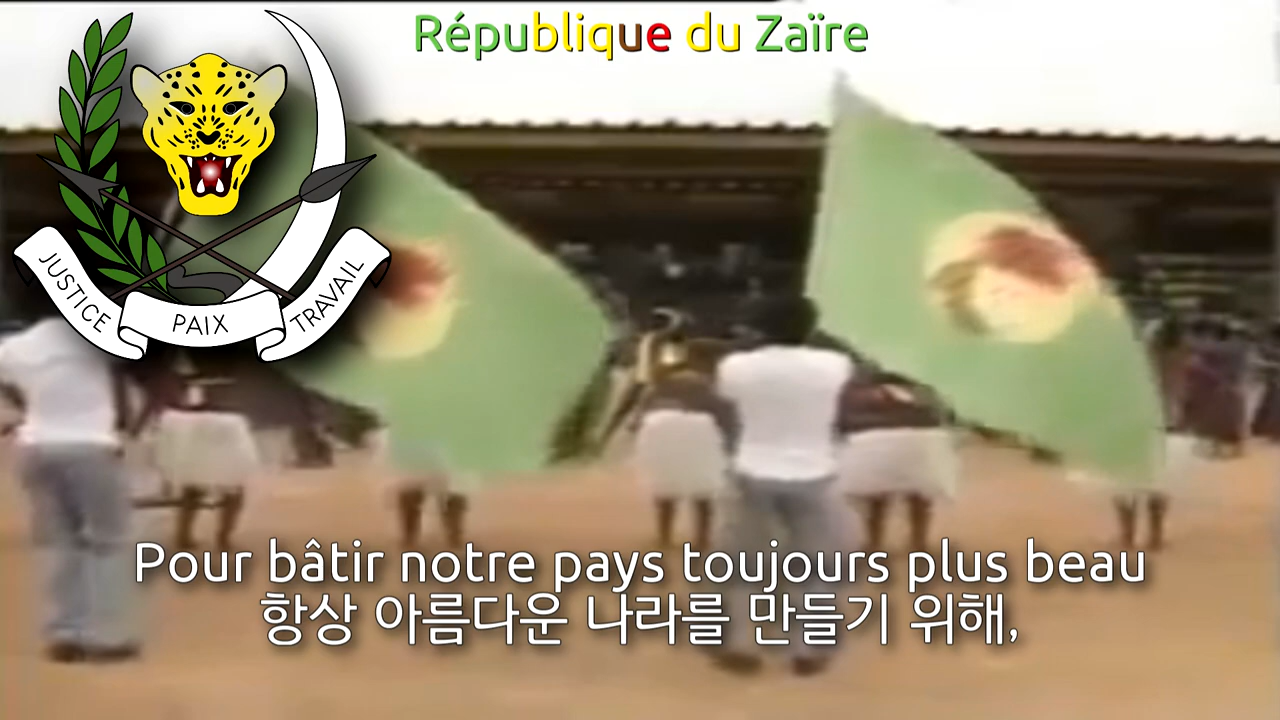 République du Zaïre
JUSTICE
PAIX
TRAVAIL
Pour bâtir notre pays toujours plus beau
항상 아름다운 나라를 만들기 위해,